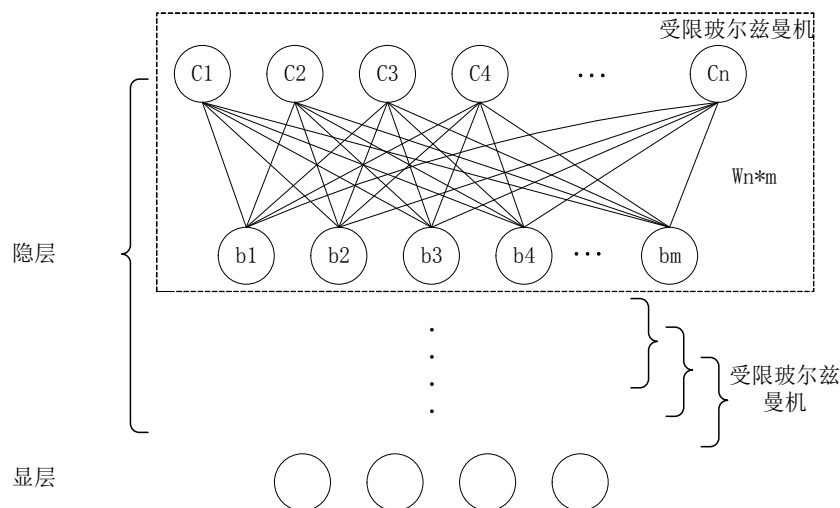 受限玻尔兹曼机
C1 C2 C3 C4 ... Cn
Wn*m
b1 b2 b3 b4 ... bm
隐层
受限玻尔兹
曼机
显层